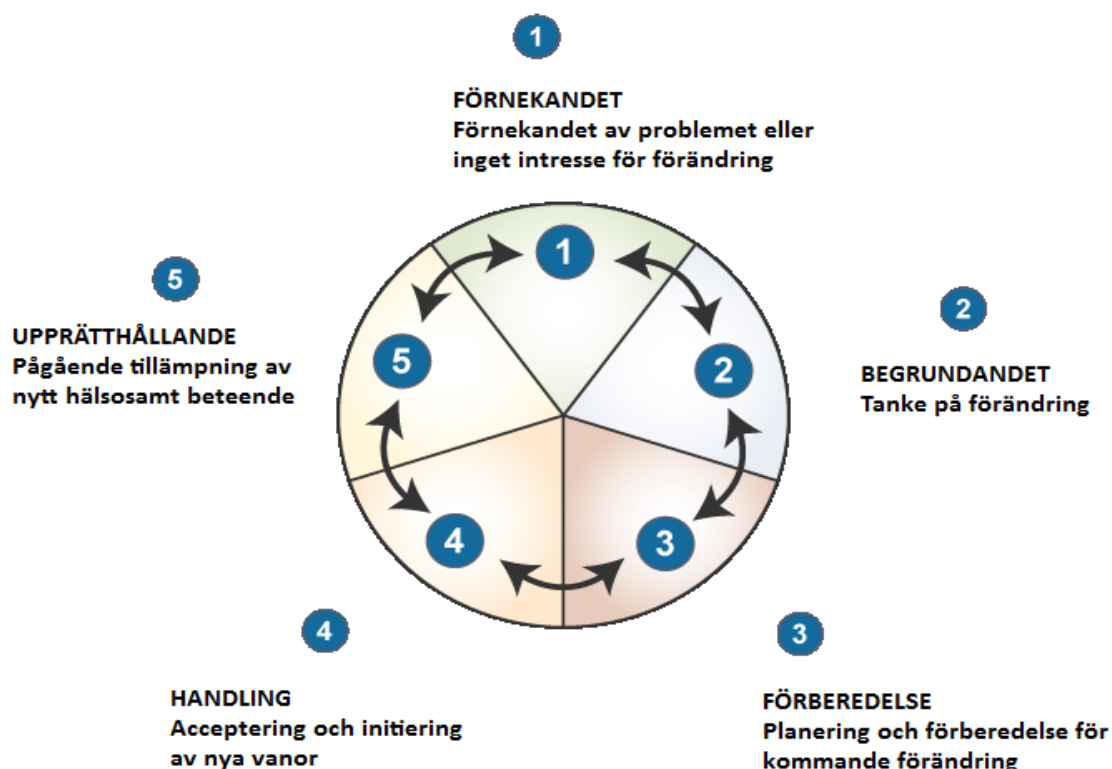 1
FÖRNEKANDET
Förnekandet av problemet eller
inget intresse för förändring
1
5
UPPRÄTTHÅLLANDE
Pågående tillämpning av
nytt hälsosamt beteende
5
2
2
BEGRUNDANDET
Tanke på förändring
4
3
4
HANDLING
Acceptering och initiering
av nya vanor
3
FÖRBEREDELSE
Planering och förberedelse för
kommande förändring